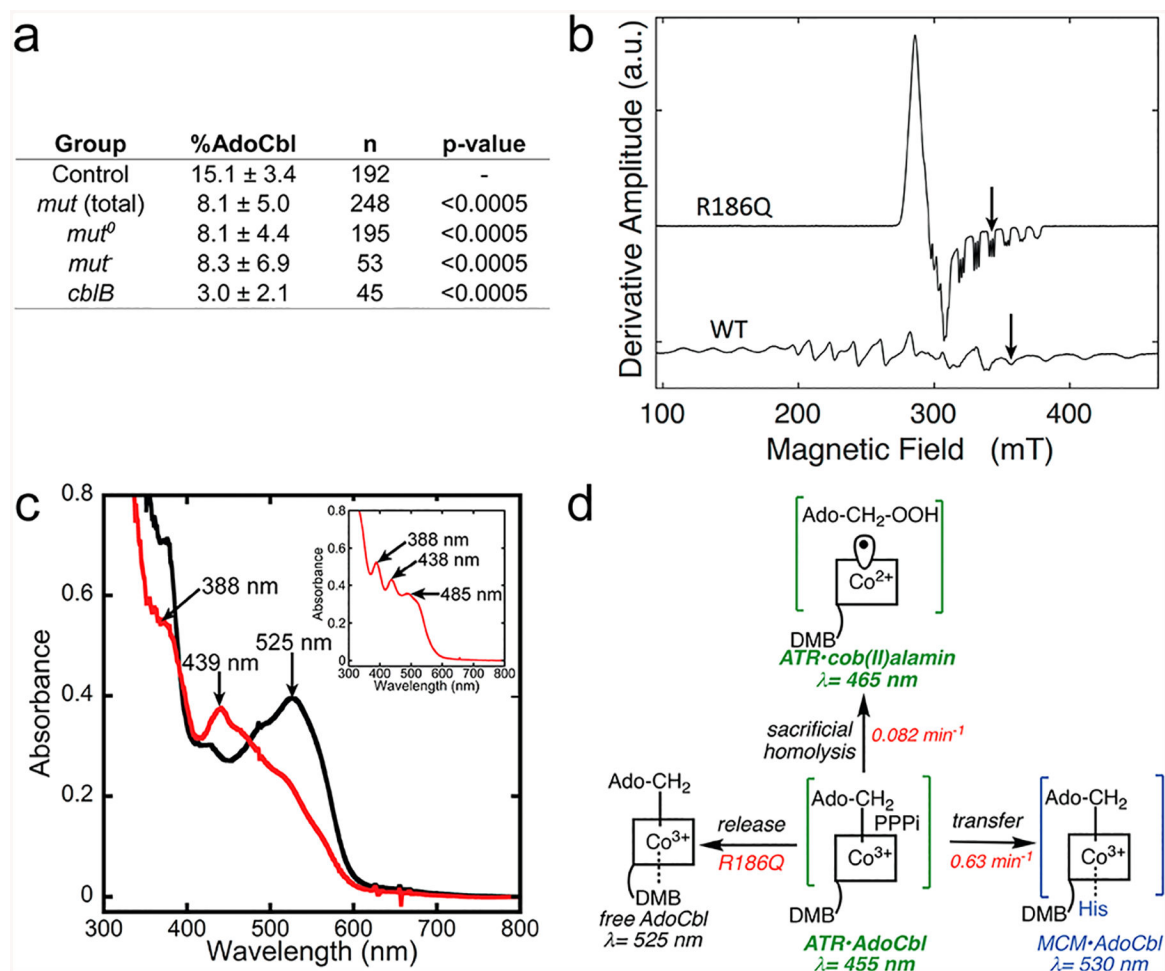 a
Group %AdoCbl n p-value
Control 15.1 ± 3.4 192 -
mut (total) 8.1 ± 5.0 248 <0.0005
mut⁰ 8.1 ± 4.4 195 <0.0005
mut⁻ 8.3 ± 6.9 53 <0.0005
cblB 3.0 ± 2.1 45 <0.0005
b
Derivative Amplitude (a.u.)
R186Q
WT
100 200 300 400
Magnetic Field (mT)
c
Absorbance
0.8
0.6
0.4
0.2
0
388 nm
439 nm
525 nm
300 400 500 600 700 800
Wavelength (nm)
Absorbance
0.8
0.6
0.4
0.2
0
388 nm
438 nm
485 nm
300 400 500 600 700 800
Wavelength (nm)
d
Ado-CH₂-OOH
Co²⁺
DMB
ATR•cob(II)alamin
λ= 465 nm
sacrificial
homolysis
0.082 min⁻¹
Ado-CH₂
Co³⁺
DMB
free AdoCbl
λ= 525 nm
release
R186Q
Ado-CH₂
PPPi
Co³⁺
DMB
ATR•AdoCbl
λ= 455 nm
transfer
0.63 min⁻¹
Ado-CH₂
Co³⁺
DMB
His
MCM•AdoCbl
λ= 530 nm